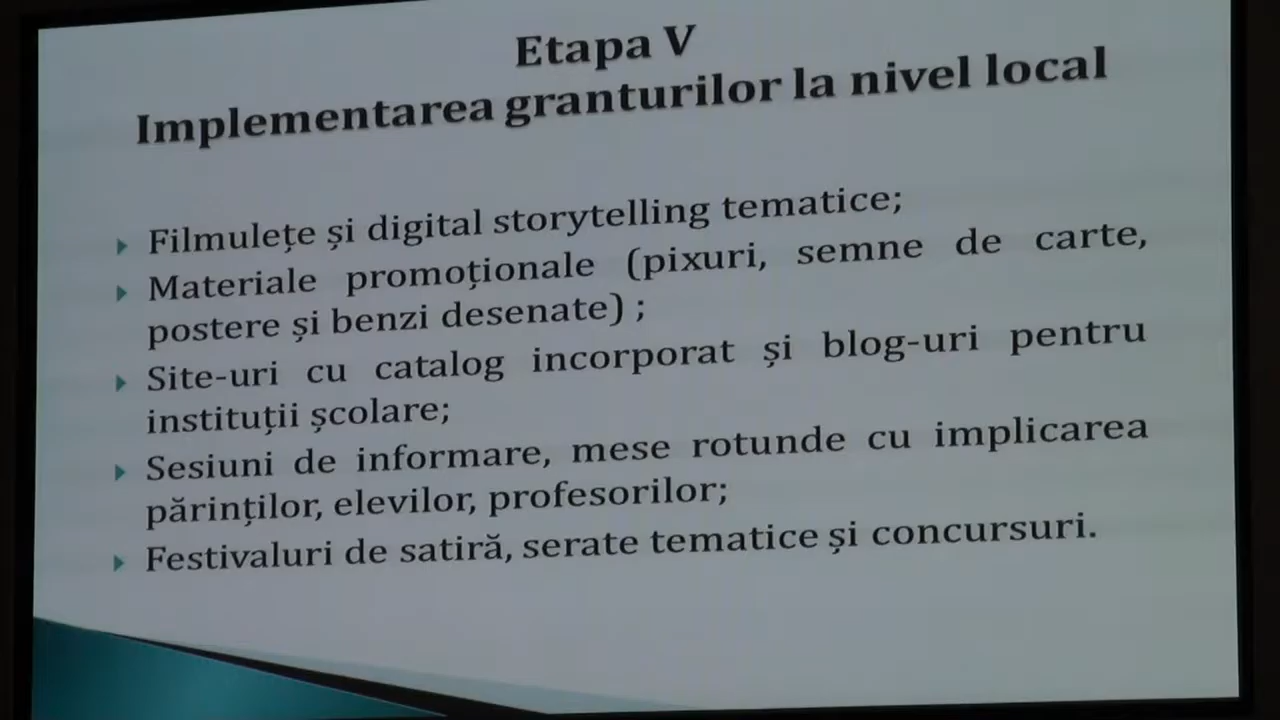 Etapa V
Implementarea granturilor la nivel local
Filmulețe și digital storytelling tematice;
Materiale promoționale (pixuri, semne de carte,
postere și benzi desenate) ;
Site-uri cu catalog incorporat și blog-uri pentru
instituții școlare;
Sesiuni de informare, mese rotunde cu implicarea
părinților, elevilor, profesorilor;
Festivaluri de satiră, serate tematice și concursuri.